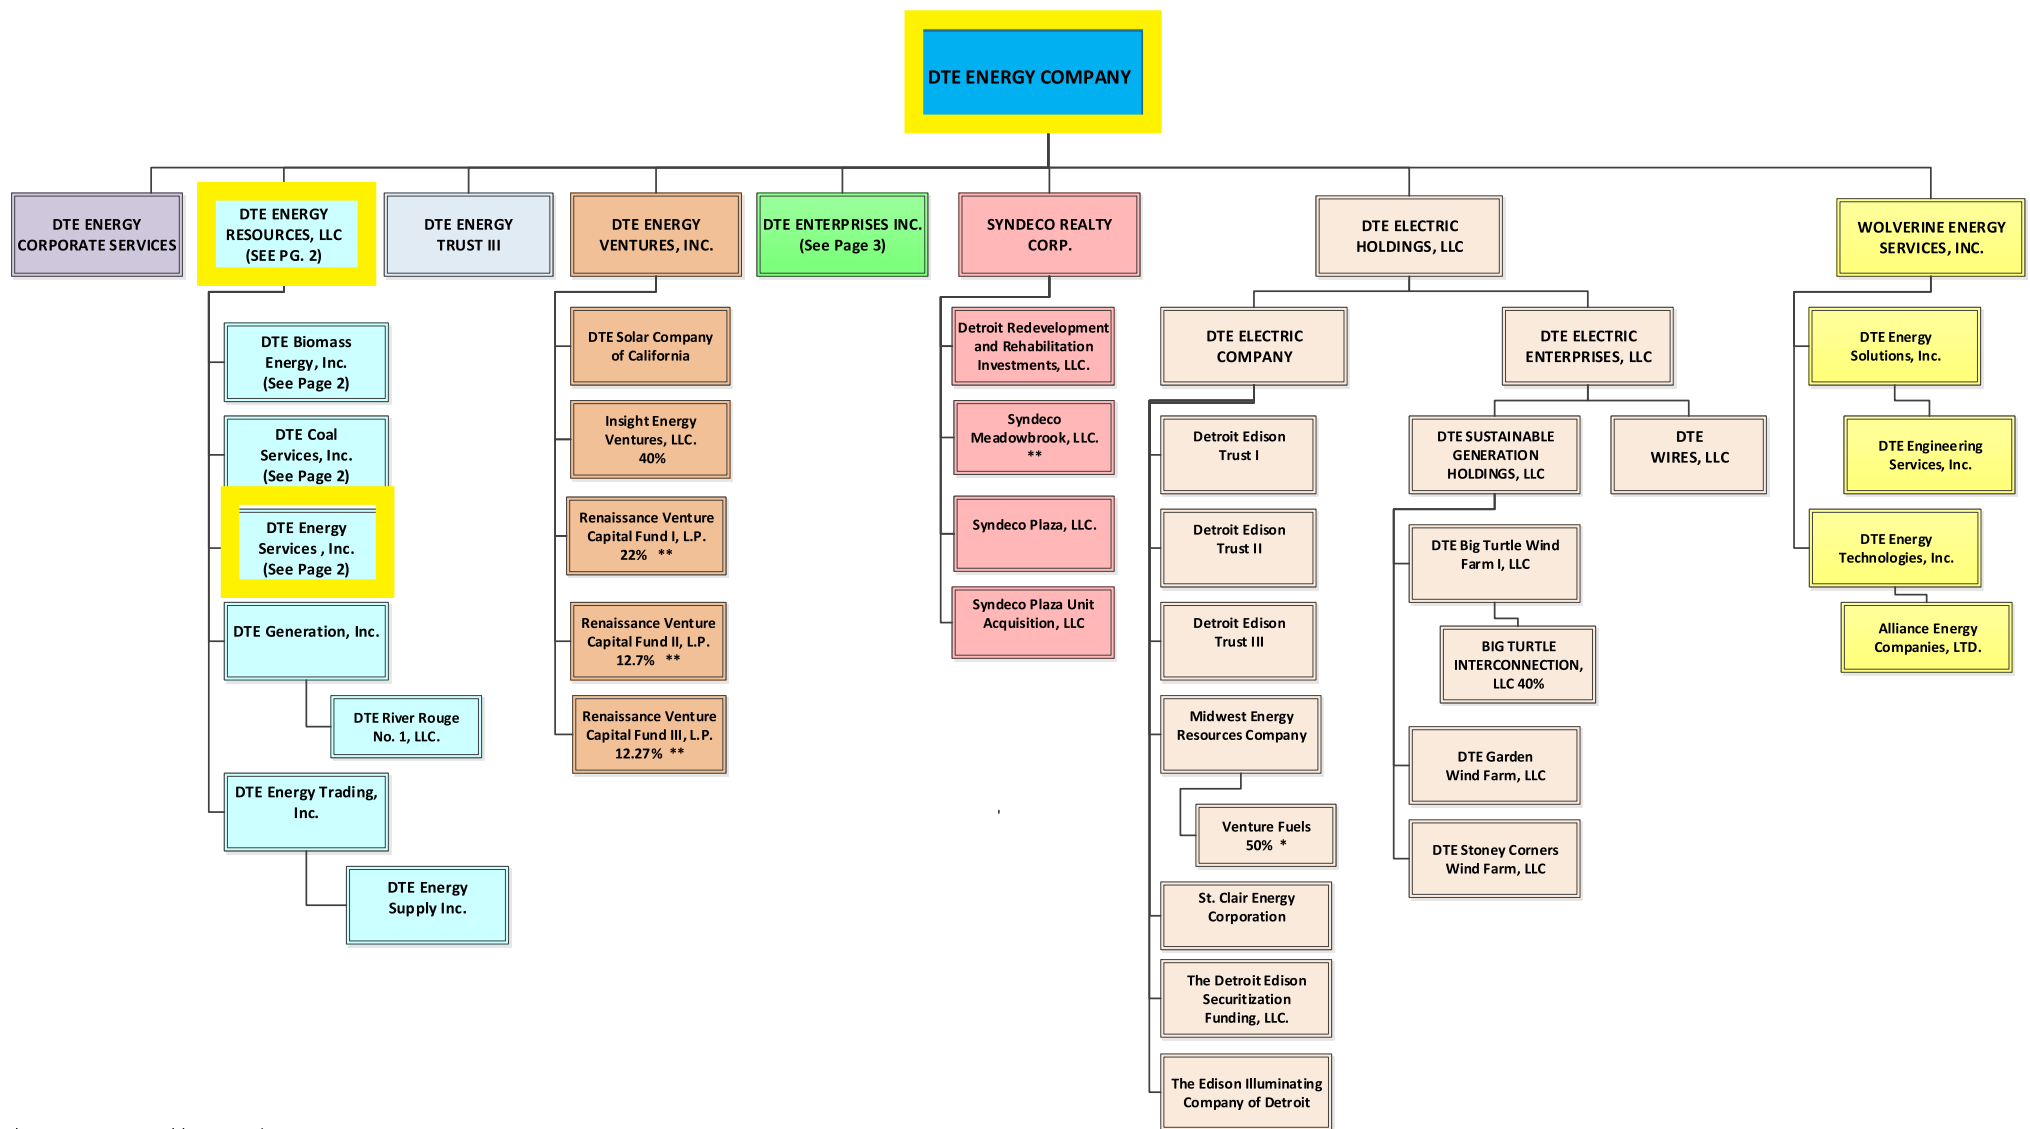 DTE ENERGY COMPANY
DTE ENERGY
CORPORATE SERVICES
DTE ENERGY
RESOURCES, LLC
(SEE PG. 2)
DTE ENERGY
TRUST III
DTE ENERGY
VENTURES, INC.
DTE ENTERPRISES INC.
(See Page 3)
SYNDECO REALTY
CORP.
DTE ELECTRIC
HOLDINGS, LLC
WOLVERINE ENERGY
SERVICES, INC.
DTE Biomass
Energy, Inc.
(See Page 2)
DTE Coal
Services, Inc.
(See Page 2)
DTE Energy
Services , Inc.
(See Page 2)
DTE Generation, Inc.
DTE River Rouge
No. 1, LLC.
DTE Energy Trading,
Inc.
DTE Energy
Supply Inc.
DTE Solar Company
of California
Insight Energy
Ventures, LLC.
40%
Renaissance Venture
Capital Fund I, L.P.
22% **
Renaissance Venture
Capital Fund II, L.P.
12.7% **
Renaissance Venture
Capital Fund III, L.P.
12.27% **
Detroit Redevelopment
and Rehabilitation
Investments, LLC.
Syndeco
Meadowbrook, LLC.
**
Syndeco Plaza, LLC.
Syndeco Plaza Unit
Acquisition, LLC
DTE ELECTRIC
COMPANY
Detroit Edison
Trust I
Detroit Edison
Trust II
Detroit Edison
Trust III
Midwest Energy
Resources Company
Venture Fuels
50% *
St. Clair Energy
Corporation
The Detroit Edison
Securitization
Funding, LLC.
The Edison Illuminating
Company of Detroit
DTE ELECTRIC
ENTERPRISES, LLC
DTE SUSTAINABLE
GENERATION
HOLDINGS, LLC
DTE
WIRES, LLC
DTE Big Turtle Wind
Farm I, LLC
BIG TURTLE
INTERCONNECTION,
LLC 40%
DTE Garden
Wind Farm, LLC
DTE Stoney Corners
Wind Farm, LLC
DTE Energy
Solutions, Inc.
DTE Engineering
Services, Inc.
DTE Energy
Technologies, Inc.
Alliance Energy
Companies, LTD.